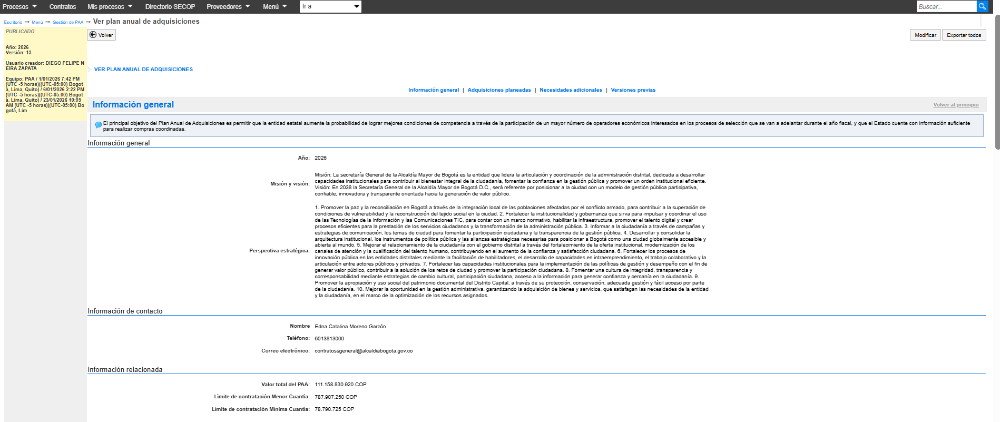 Procesos Contratos Mis procesos Directorio SECOP Proveedores Menú Ir a Buscar...
Escritorio → Menú → Gestión de PAA → Ver plan anual de adquisiciones
PUBLICADO
Volver Modificar Exportar todos
Año: 2026
Versión: 13
Usuario creador: DIEGO FELIPE N
EIRA ZAPATA
Equipo: PAA / 1/01/2026 7:42 PM
(UTC -5 horas)((UTC-05:00) Bogot
á, Lima, Quito) / 6/01/2026 2:22 PM
(UTC -5 horas)((UTC-05:00) Bogot
á, Lima, Quito) / 23/01/2026 10:05
AM (UTC -5 horas)((UTC-05:00) Bo
gotá, Lim
VER PLAN ANUAL DE ADQUISICIONES
Información general | Adquisiciones planeadas | Necesidades adicionales | Versiones previas
Información general Volver al principio
El principal objetivo del Plan Anual de Adquisiciones es permitir que la entidad estatal aumente la probabilidad de lograr mejores condiciones de competencia a través de la participación de un mayor número de operadores económicos interesados en los procesos de selección que se van a adelantar durante el año fiscal, y que el Estado cuente con información suficiente
para realizar compras coordinadas.
Información general
Año: 2026
Misión y visión:
Misión: La secretaría General de la Alcaldía Mayor de Bogotá es la entidad que lidera la articulación y coordinación de la administración distrital, dedicada a desarrollar
capacidades institucionales para contribuir al bienestar integral de la ciudadanía, fomentar la confianza en la gestión pública y promover un orden institucional eficiente.
Visión: En 2038 la Secretaría General de la Alcaldía Mayor de Bogotá D.C., será referente por posicionar a la ciudad con un modelo de gestión pública participativa,
confiable, innovadora y transparente orientada hacia la generación de valor público.
Perspectiva estratégica:
1. Promover la paz y la reconciliación en Bogotá a través de la integración local de las poblaciones afectadas por el conflicto armado, para contribuir a la superación de
condiciones de vulnerabilidad y la reconstrucción del tejido social en la ciudad. 2. Fortalecer la institucionalidad y gobernanza que sirva para impulsar y coordinar el uso
de las Tecnologías de la información y las Comunicaciones TIC, para contar con un marco normativo, habilitar la infraestructura, promover el talento digital y crear
procesos eficientes para la prestación de los servicios ciudadanos y la transformación de la administración pública. 3. Informar a la ciudadanía a través de campañas y
estrategias de comunicación, los temas de ciudad para fomentar la participación ciudadana y la transparencia de la gestión pública. 4. Desarrollar y consolidar la
arquitectura institucional, los instrumentos de política pública y las alianzas estratégicas necesarias para posicionar a Bogotá como una ciudad globalmente accesible y
abierta al mundo. 5. Mejorar el relacionamiento de la ciudadanía con el gobierno distrital a través del fortalecimiento de la oferta institucional, modernización de los
canales de atención y la cualificación del talento humano, contribuyendo en el aumento de la confianza y satisfacción ciudadana. 6. Fortalecer los procesos de
innovación pública en las entidades distritales mediante la facilitación de habilitadores, el desarrollo de capacidades en intraemprendimiento, el trabajo colaborativo y la
articulación entre actores públicos y privados. 7. Fortalecer las capacidades institucionales para la implementación de las políticas de gestión y desempeño con el fin de
generar valor público, contribuir a la solución de los retos de ciudad y promover la participación ciudadana. 8. Fomentar una cultura de integridad, transparencia y
corresponsabilidad mediante estrategias de cambio cultural, participación ciudadana, acceso a la información para generar confianza y cercanía en la ciudadanía. 9.
Promover la apropiación y uso social del patrimonio documental del Distrito Capital, a través de su protección, conservación, adecuada gestión y fácil acceso por parte
de la ciudadanía. 10. Mejorar la oportunidad en la gestión administrativa, garantizando la adquisición de bienes y servicios, que satisfagan las necesidades de la entidad
y la ciudadanía, en el marco de la optimización de los recursos asignados.
Información de contacto
Nombre Edna Catalina Moreno Garzón
Teléfono: 6013813000
Correo electrónico: contratossgeneral@alcaldiabogota.gov.co
Información relacionada
Valor total del PAA: 111.158.830.920 COP
Límite de contratación Menor Cuantía: 787.907.250 COP
Límite de contratación Mínima Cuantía: 78.790.725 COP